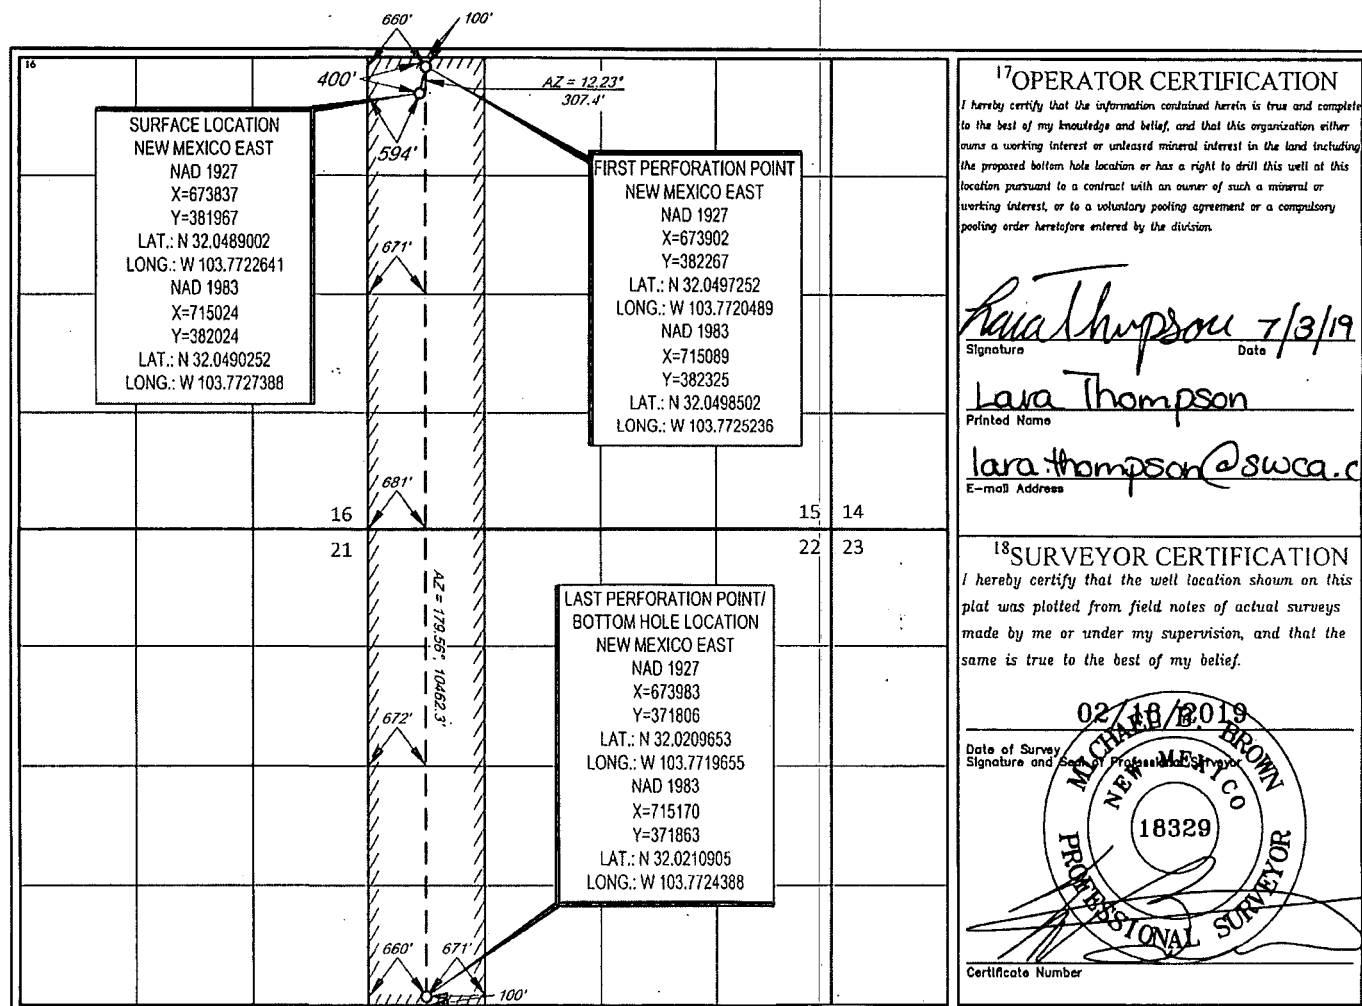 660' 100'
16
400'
AZ = 12.23°
307.4'
594'
SURFACE LOCATION
NEW MEXICO EAST
NAD 1927
X=673837
Y=381967
LAT.: N 32.0489002
LONG.: W 103.7722641
NAD 1983
X=715024
Y=382024
LAT.: N 32.0490252
LONG.: W 103.7727388
FIRST PERFORATION POINT
NEW MEXICO EAST
NAD 1927
X=673902
Y=382267
LAT.: N 32.0497252
LONG.: W 103.7720489
NAD 1983
X=715089
Y=382325
LAT.: N 32.0498502
LONG.: W 103.7725236
671'
681'
16 15 14
21 22 23
AZ = 179.56°, 10462.3'
LAST PERFORATION POINT/
BOTTOM HOLE LOCATION
NEW MEXICO EAST
NAD 1927
X=673983
Y=371806
LAT.: N 32.0209653
LONG.: W 103.7719655
NAD 1983
X=715170
Y=371863
LAT.: N 32.0210905
LONG.: W 103.7724388
672'
660' 671'
100'
17 OPERATOR CERTIFICATION
I hereby certify that the information contained herein is true and complete
to the best of my knowledge and belief, and that this organization either
owns a working interest or unleased mineral interest in the land including
the proposed bottom hole location or has a right to drill this well at this
location pursuant to a contract with an owner of such a mineral or
working interest, or to a voluntary pooling agreement or a compulsory
pooling order heretofore entered by the division.
Lara Thompson 7/3/19
Signature Date
Lara Thompson
Printed Name
lara.thompson@swca.c
E-mail Address
18 SURVEYOR CERTIFICATION
I hereby certify that the well location shown on this
plat was plotted from field notes of actual surveys
made by me or under my supervision, and that the
same is true to the best of my belief.
02/18/2019
Date of Survey
Signature and Seal of Professional Surveyor
MICHAEL B. BROWN
NEW MEXICO
18329
PROFESSIONAL SURVEYOR
Certificate Number